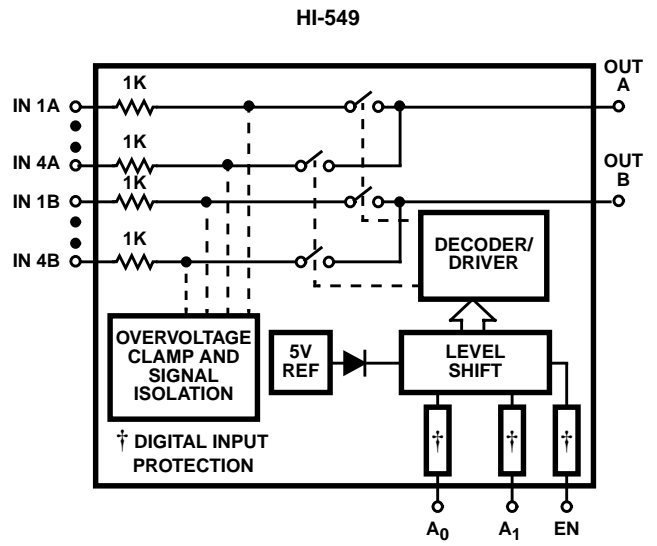 HI-549
OUT
A
1K
IN 1A
1K
IN 4A
OUT
B
1K
IN 1B
1K
IN 4B
DECODER/
DRIVER
OVERVOLTAGE
CLAMP AND
SIGNAL
ISOLATION
5V
REF
LEVEL
SHIFT
† DIGITAL INPUT
PROTECTION
† † †
A0 A1 EN